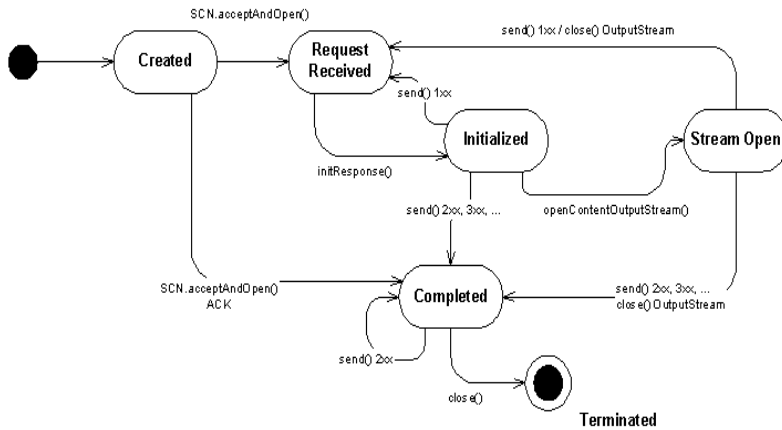 SCN.acceptAndOpen()
send() 1xx / close() OutputStream
Created
Request
Received
send() 1xx
Initialized
Stream Open
initResponse()
send() 2xx, 3xx, ...
openContentOutputStream()
SCN.acceptAndOpen()
ACK
Completed
send() 2xx, 3xx, ...
close() OutputStream
send() 2xx
close()
Terminated